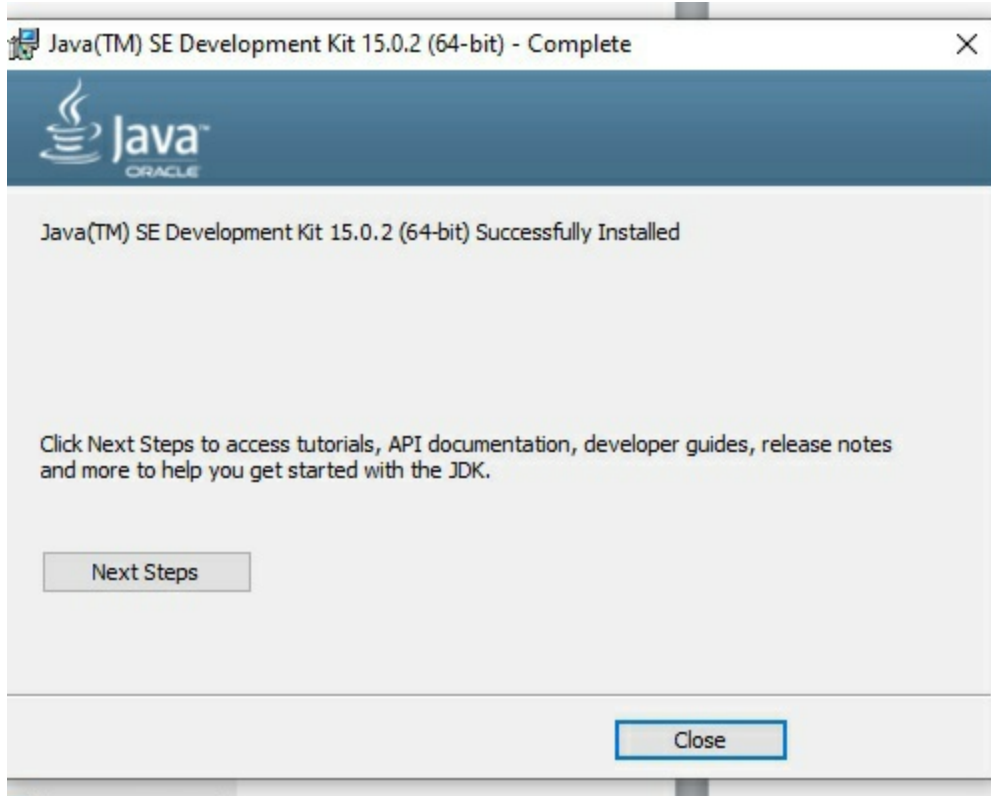 Java(TM) SE Development Kit 15.0.2 (64-bit) - Complete
Java™
ORACLE
Java(TM) SE Development Kit 15.0.2 (64-bit) Successfully Installed
Click Next Steps to access tutorials, API documentation, developer guides, release notes
and more to help you get started with the JDK.
Next Steps
Close